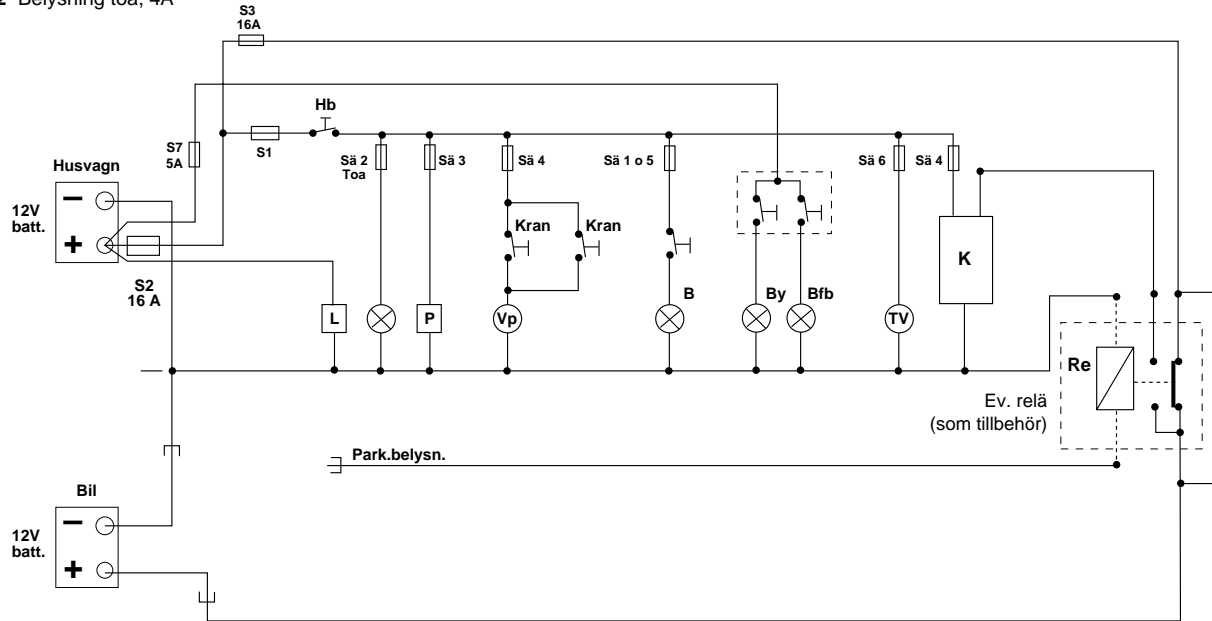 Belysning toa, 4A
S3
16A
Hb
S7
5A
S1
Sä 2
Toa
Sä 3
Sä 4
Sä 1 o 5
Sä 6
Sä 4
Husvagn
12V
batt.
−
+
S2
16 A
Kran
Kran
K
L
P
Vp
B
By
Bfb
TV
Re
Ev. relä
(som tillbehör)
Park.belysn.
Bil
12V
batt.
−
+